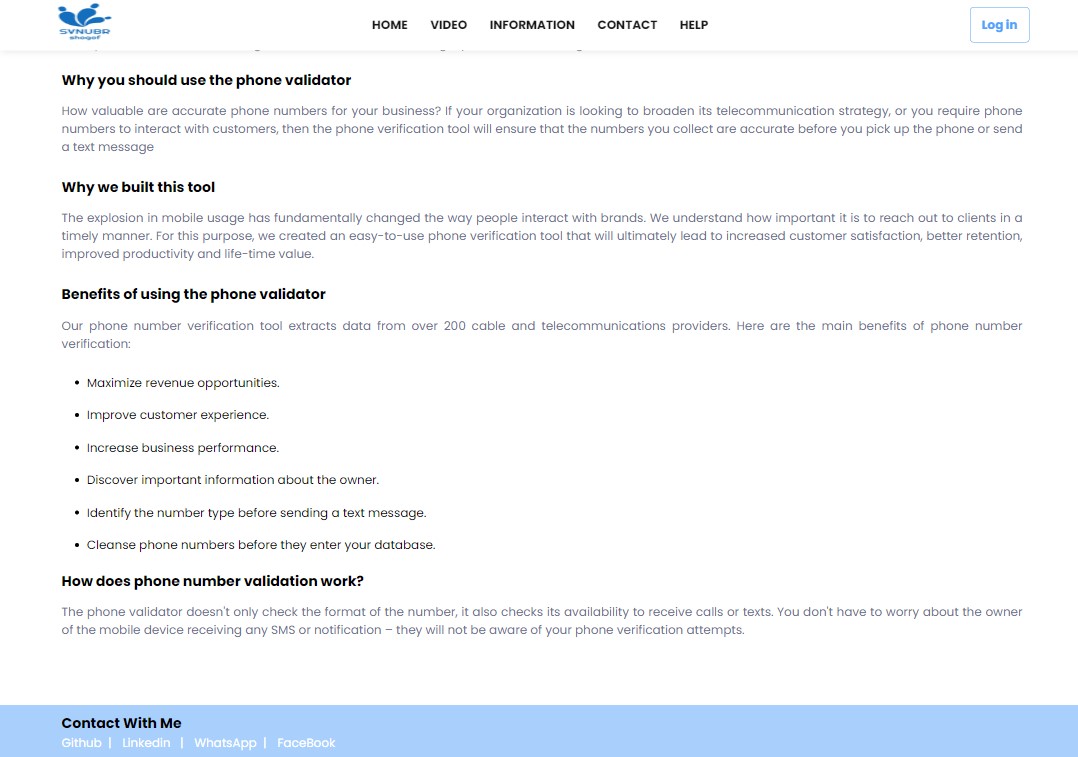 SVNUBR
shagof
HOME VIDEO INFORMATION CONTACT HELP
Log in
Why you should use the phone validator
How valuable are accurate phone numbers for your business? If your organization is looking to broaden its telecommunication strategy, or you require phone
numbers to interact with customers, then the phone verification tool will ensure that the numbers you collect are accurate before you pick up the phone or send
a text message
Why we built this tool
The explosion in mobile usage has fundamentally changed the way people interact with brands. We understand how important it is to reach out to clients in a
timely manner. For this purpose, we created an easy-to-use phone verification tool that will ultimately lead to increased customer satisfaction, better retention,
improved productivity and life-time value.
Benefits of using the phone validator
Our phone number verification tool extracts data from over 200 cable and telecommunications providers. Here are the main benefits of phone number
verification:
• Maximize revenue opportunities.
• Improve customer experience.
• Increase business performance.
• Discover important information about the owner.
• Identify the number type before sending a text message.
• Cleanse phone numbers before they enter your database.
How does phone number validation work?
The phone validator doesn't only check the format of the number, it also checks its availability to receive calls or texts. You don't have to worry about the owner
of the mobile device receiving any SMS or notification – they will not be aware of your phone verification attempts.
Contact With Me
Github | Linkedin | WhatsApp | FaceBook